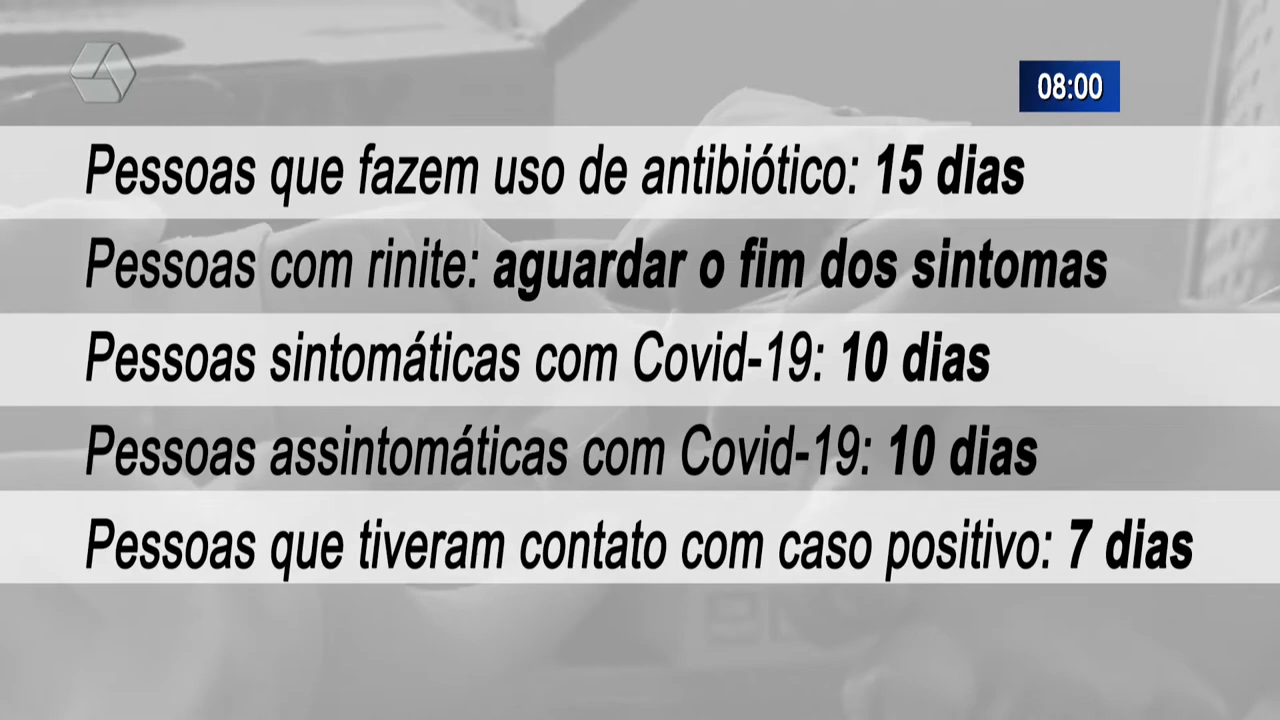 08:00
Pessoas que fazem uso de antibiótico: 15 dias
Pessoas com rinite: aguardar o fim dos sintomas
Pessoas sintomáticas com Covid-19: 10 dias
Pessoas assintomáticas com Covid-19: 10 dias
Pessoas que tiveram contato com caso positivo: 7 dias